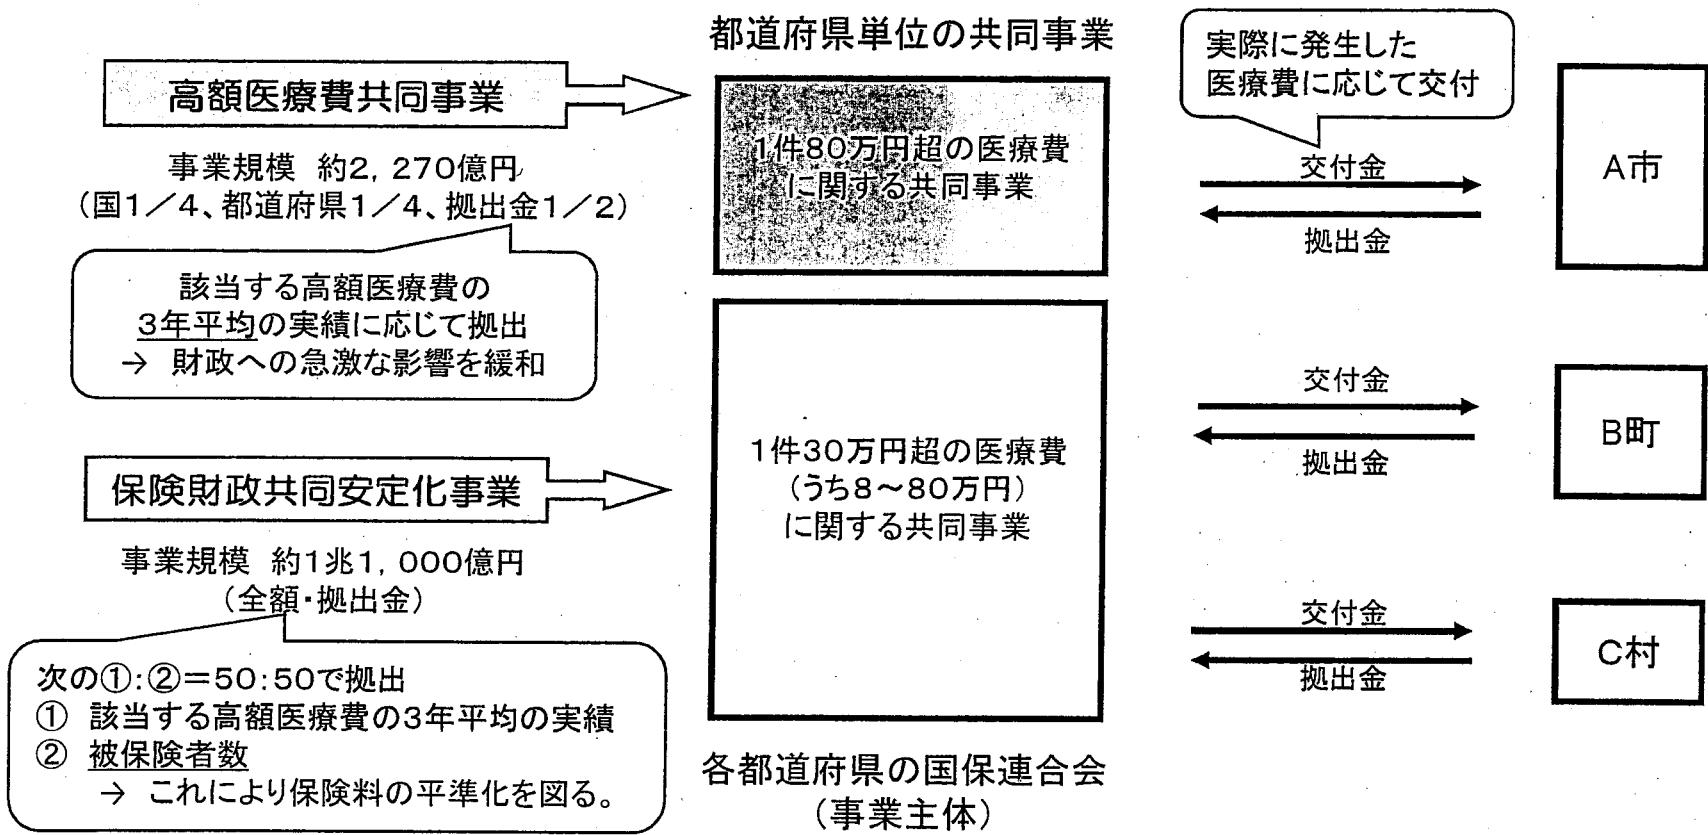 都道府県単位の共同事業
高額医療費共同事業
事業規模 約2,270億円
(国1/4、都道府県1/4、拠出金1/2)
該当する高額医療費の
3年平均の実績に応じて拠出
→ 財政への急激な影響を緩和
1件80万円超の医療費
に関する共同事業
実際に発生した
医療費に応じて交付
交付金
拠出金
A市
保険財政共同安定化事業
事業規模 約1兆1,000億円
(全額・拠出金)
次の①:②=50:50で拠出
① 該当する高額医療費の3年平均の実績
② 被保険者数
→ これにより保険料の平準化を図る。
1件30万円超の医療費
(うち8~80万円)
に関する共同事業
交付金
拠出金
B町
交付金
拠出金
C村
各都道府県の国保連合会
(事業主体)